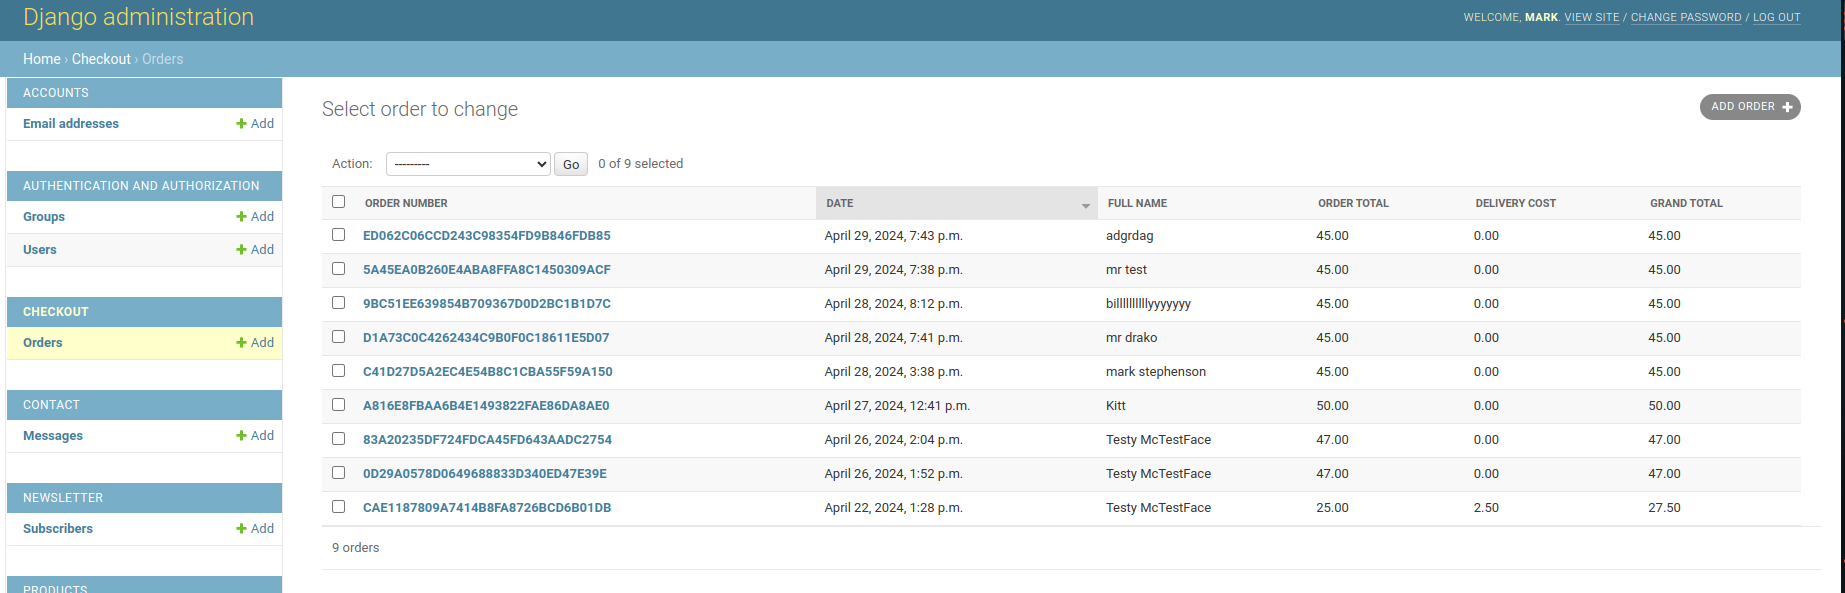 Django administration
WELCOME, MARK. VIEW SITE / CHANGE PASSWORD / LOG OUT
Home › Checkout › Orders
ACCOUNTS
Email addresses Add
AUTHENTICATION AND AUTHORIZATION
Groups Add
Users Add
CHECKOUT
Orders Add
CONTACT
Messages Add
NEWSLETTER
Subscribers Add
PRODUCTS
Select order to change
ADD ORDER
Action: --------- Go 0 of 9 selected
ORDER NUMBER DATE FULL NAME ORDER TOTAL DELIVERY COST GRAND TOTAL
ED062C06CCD243C98354FD9B846FDB85 April 29, 2024, 7:43 p.m. adgrdag 45.00 0.00 45.00
5A45EA0B260E4ABA8FFA8C1450309ACF April 29, 2024, 7:38 p.m. mr test 45.00 0.00 45.00
9BC51EE639854B709367D0D2BC1B1D7C April 28, 2024, 8:12 p.m. billllllllllyyyyyyy 45.00 0.00 45.00
D1A73C0C4262434C9B0F0C18611E5D07 April 28, 2024, 7:41 p.m. mr drako 45.00 0.00 45.00
C41D27D5A2EC4E54B8C1CBA55F59A150 April 28, 2024, 3:38 p.m. mark stephenson 45.00 0.00 45.00
A816E8FBAA6B4E1493822FAE86DA8AE0 April 27, 2024, 12:41 p.m. Kitt 50.00 0.00 50.00
83A20235DF724FDCA45FD643AADC2754 April 26, 2024, 2:04 p.m. Testy McTestFace 47.00 0.00 47.00
0D29A0578D0649688833D340ED47E39E April 26, 2024, 1:52 p.m. Testy McTestFace 47.00 0.00 47.00
CAE1187809A7414B8FA8726BCD6B01DB April 22, 2024, 1:28 p.m. Testy McTestFace 25.00 2.50 27.50
9 orders